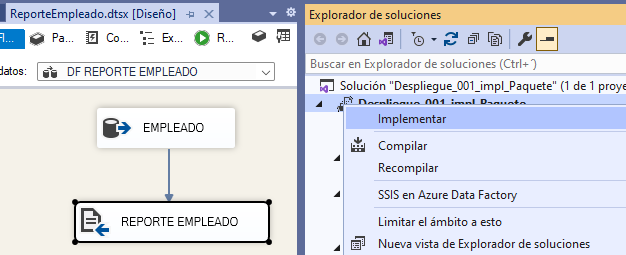 ReporteEmpleado.dtsx [Diseño]
Fl...
Pa...
Co...
datos:
DF REPORTE EMPLEADO
EMPLEADO
REPORTE EMPLEADO
Explorador de soluciones
Buscar en Explorador de soluciones (Ctrl+´)
Solución "Despliegue_001_impl_Paquete" (1 de 1 proye
Despliegue_001_impl_Paquete
Implementar
Compilar
Recompilar
SSIS en Azure Data Factory
Limitar el ámbito a esto
Nueva vista de Explorador de soluciones